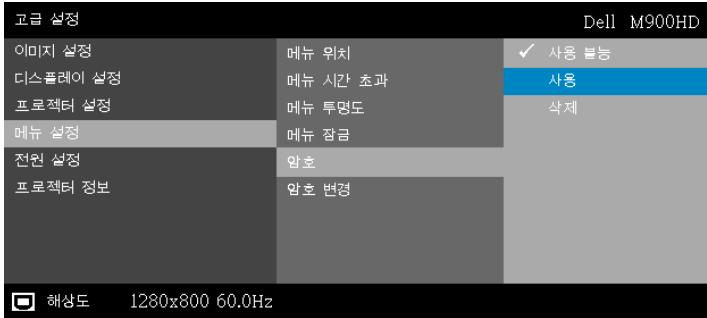 고급 설정 Dell M900HD
이미지 설정 메뉴 위치 ✓ 사용 불능
디스플레이 설정 메뉴 시간 초과 사용
프로젝터 설정 메뉴 투명도 삭제
메뉴 설정 메뉴 잠금
전원 설정 암호
프로젝터 정보 암호 변경
해상도 1280x800 60.0Hz